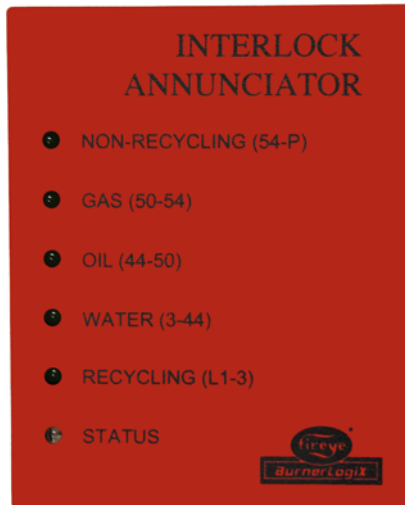 INTERLOCK
ANNUNCIATOR
NON-RECYCLING (54-P)
GAS (50-54)
OIL (44-50)
WATER (3-44)
RECYCLING (L1-3)
STATUS
fireye
BurnerLogiX